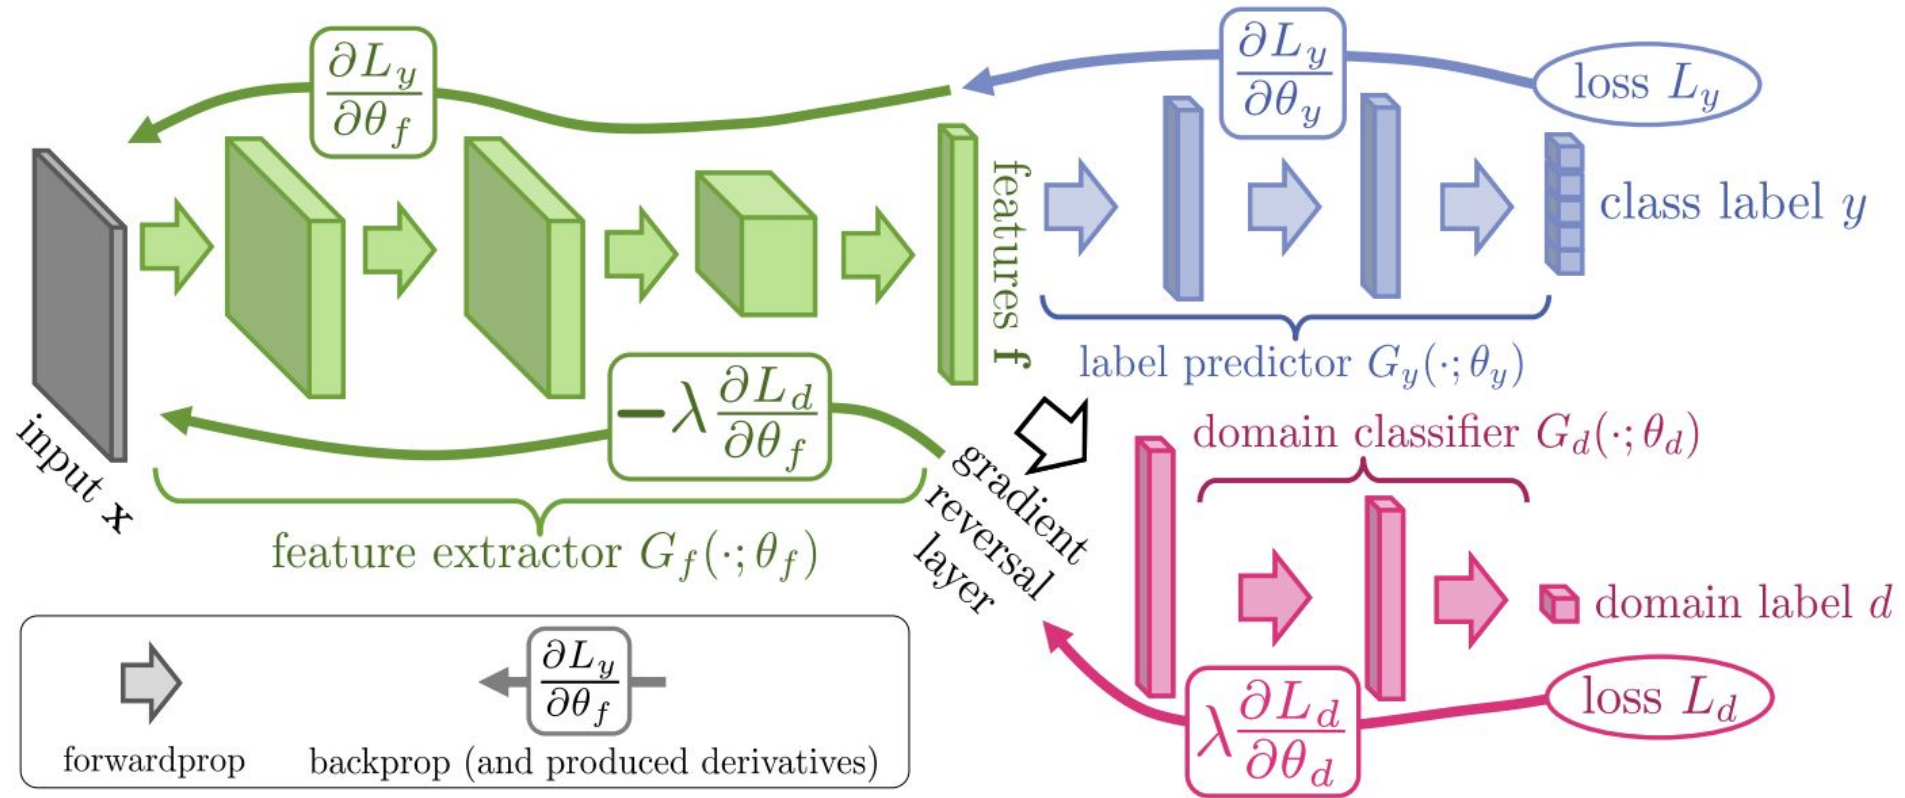 ∂L_y/∂θ_f
∂L_y/∂θ_y
loss L_y
features f
class label y
label predictor G_y(·; θ_y)
input x
−λ ∂L_d/∂θ_f
feature extractor G_f(·; θ_f)
gradient
reversal
layer
domain classifier G_d(·; θ_d)
domain label d
loss L_d
λ ∂L_d/∂θ_d
∂L_y/∂θ_f
forwardprop
backprop (and produced derivatives)